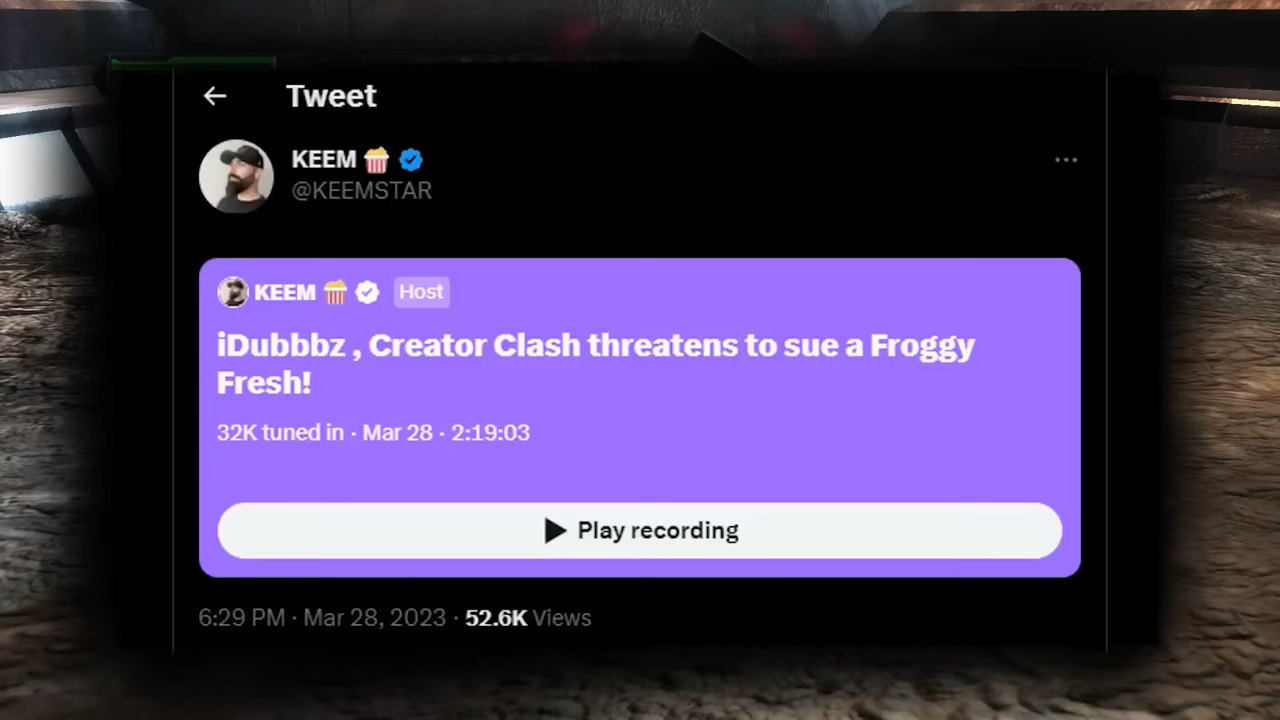 Tweet
KEEM 🍿
@KEEMSTAR
KEEM 🍿 Host
iDubbbz , Creator Clash threatens to sue a Froggy
Fresh!
32K tuned in · Mar 28 · 2:19:03
Play recording
6:29 PM · Mar 28, 2023 · 52.6K Views